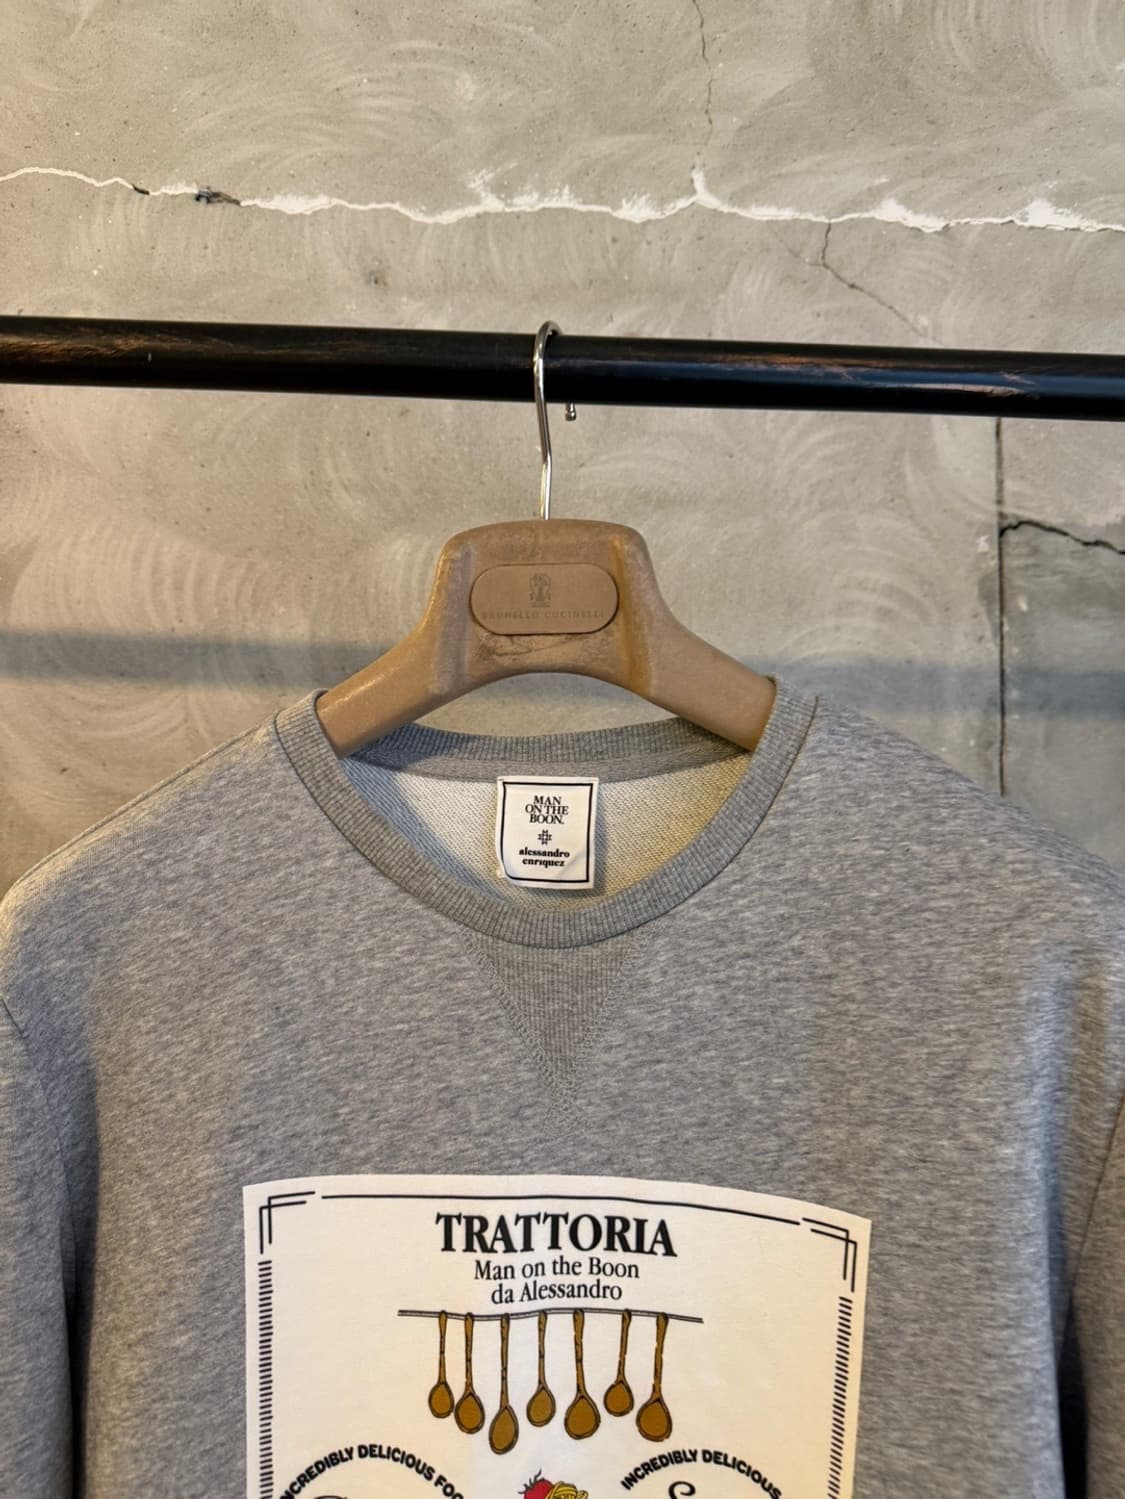 BRUNELLO CUCINELLI
MAN
ON THE
BOON.
alessandro
enriquez
TRATTORIA
Man on the Boon
da Alessandro
INCREDIBLY DELICIOUS FOO
INCREDIBLY DELICIOUS